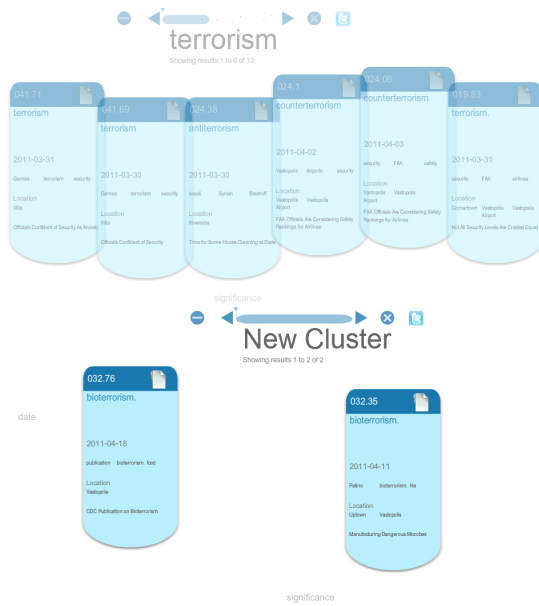 terrorism
Showing results 1 to 6 of 13
041.71
terrorism
2011-03-31
Games terrorism security
Location
Villa
Officials Confident of Security As Anxiety
041.69
terrorism
2011-03-30
Games terrorism security
Location
Villa
Officials Confident of Security
024.38
antiterrorism
2011-03-30
Israeli Syrian
Location
Riverside
Time for Some House Cleaning at State
024.1
counterterrorism
2011-04-02
Vastopolis Airports security
Location
Vastopolis Vastopolis
Airport
FAA Officials Are Considering Safety
Rankings for Airlines
024.06
counterterrorism
2011-04-03
security FAA safety
Location
Vastopolis Vastopolis
Airport
FAA Officials Are Considering Safety
Rankings for Airlines
019.83
terrorism.
2011-03-31
security FAA airlines
Location
Cornertown Vastopolis Vastopolis
Airport
Not All Security Levels Are Created Equal
significance
New Cluster
Showing results 1 to 2 of 2
date
032.76
bioterrorism.
2011-04-18
publication bioterrorism. food
Location
Vastopolis
CDC Publication on Bioterrorism
032.35
bioterrorism.
2011-04-11
Patino bioterrorism. He
Location
Uptown Vastopolis
Manufacturing Dangerous Microbes
significance